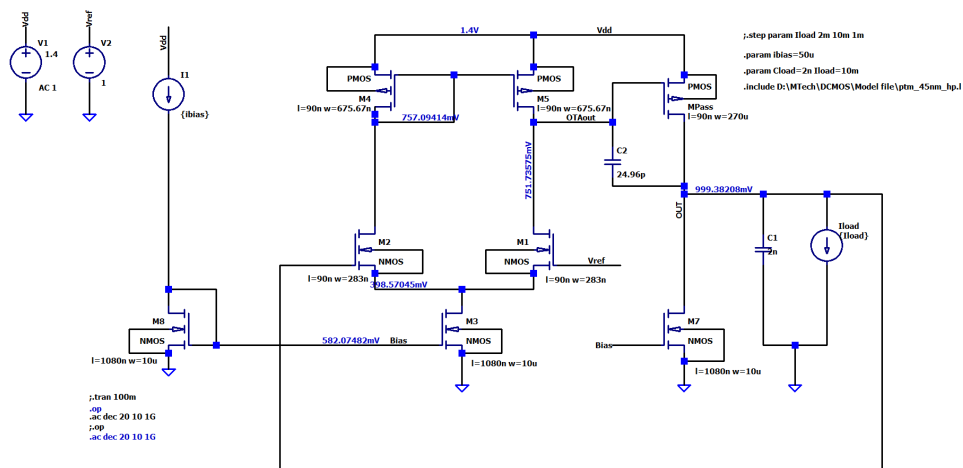 Vdd
V1
1.4
AC 1
Vref
V2
1
Vdd
I1
{ibias}
1.4V
Vdd
PMOS
M4
l=90n w=675.67n
757.09414mV
PMOS
M5
l=90n w=675.67n
OTAout
PMOS
MPass
l=90n w=270u
C2
24.96p
751.73575mV
999.38208mV
OUT
C1
2n
Iload
{Iload}
M2
NMOS
l=90n w=283n
M1
NMOS
l=90n w=283n
Vref
398.57045mV
M8
NMOS
l=1080n w=10u
582.07482mV
Bias
M3
NMOS
l=1080n w=10u
Bias
M7
NMOS
l=1080n w=10u
;.step param Iload 2m 10m 1m
.param ibias=50u
.param Cload=2n Iload=10m
.include D:\MTech\DCMOS\Model file\ptm_45nm_hp.l
;.tran 100m
.op
.ac dec 20 10 1G
;.op
.ac dec 20 10 1G